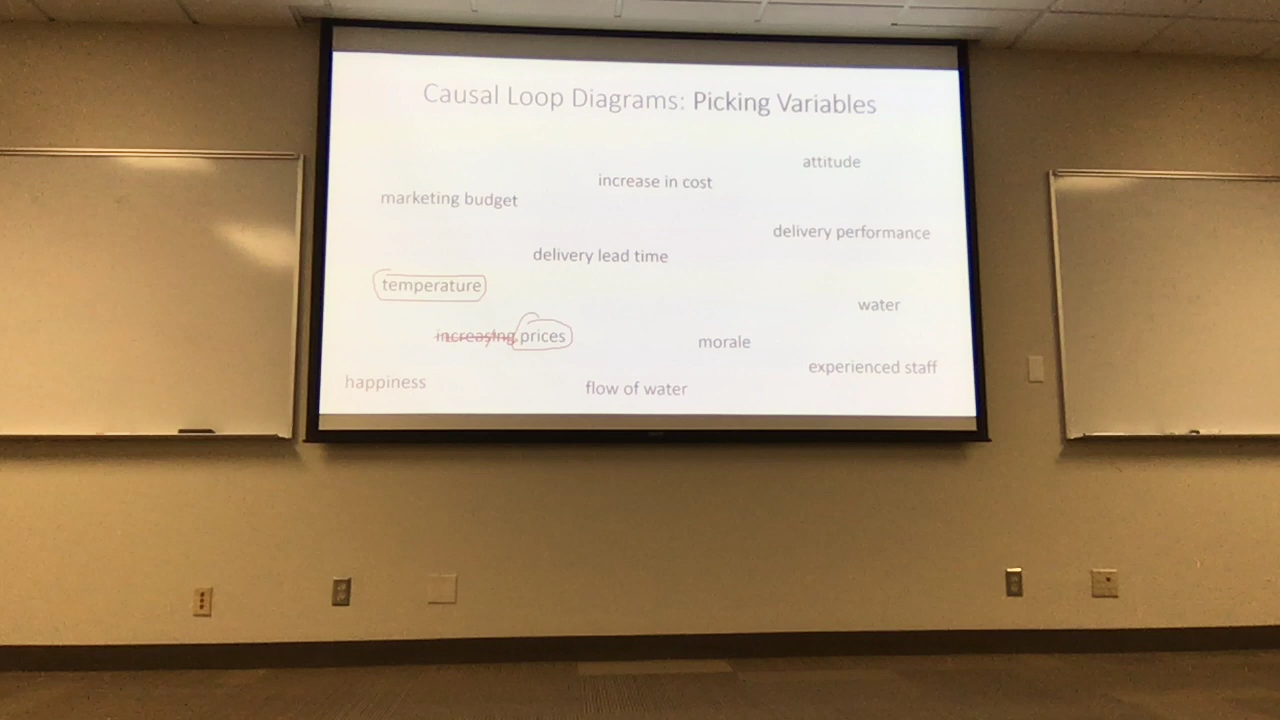 Causal Loop Diagrams: Picking Variables
attitude
increase in cost
marketing budget
delivery performance
delivery lead time
temperature
water
increasing prices
morale
experienced staff
happiness
flow of water